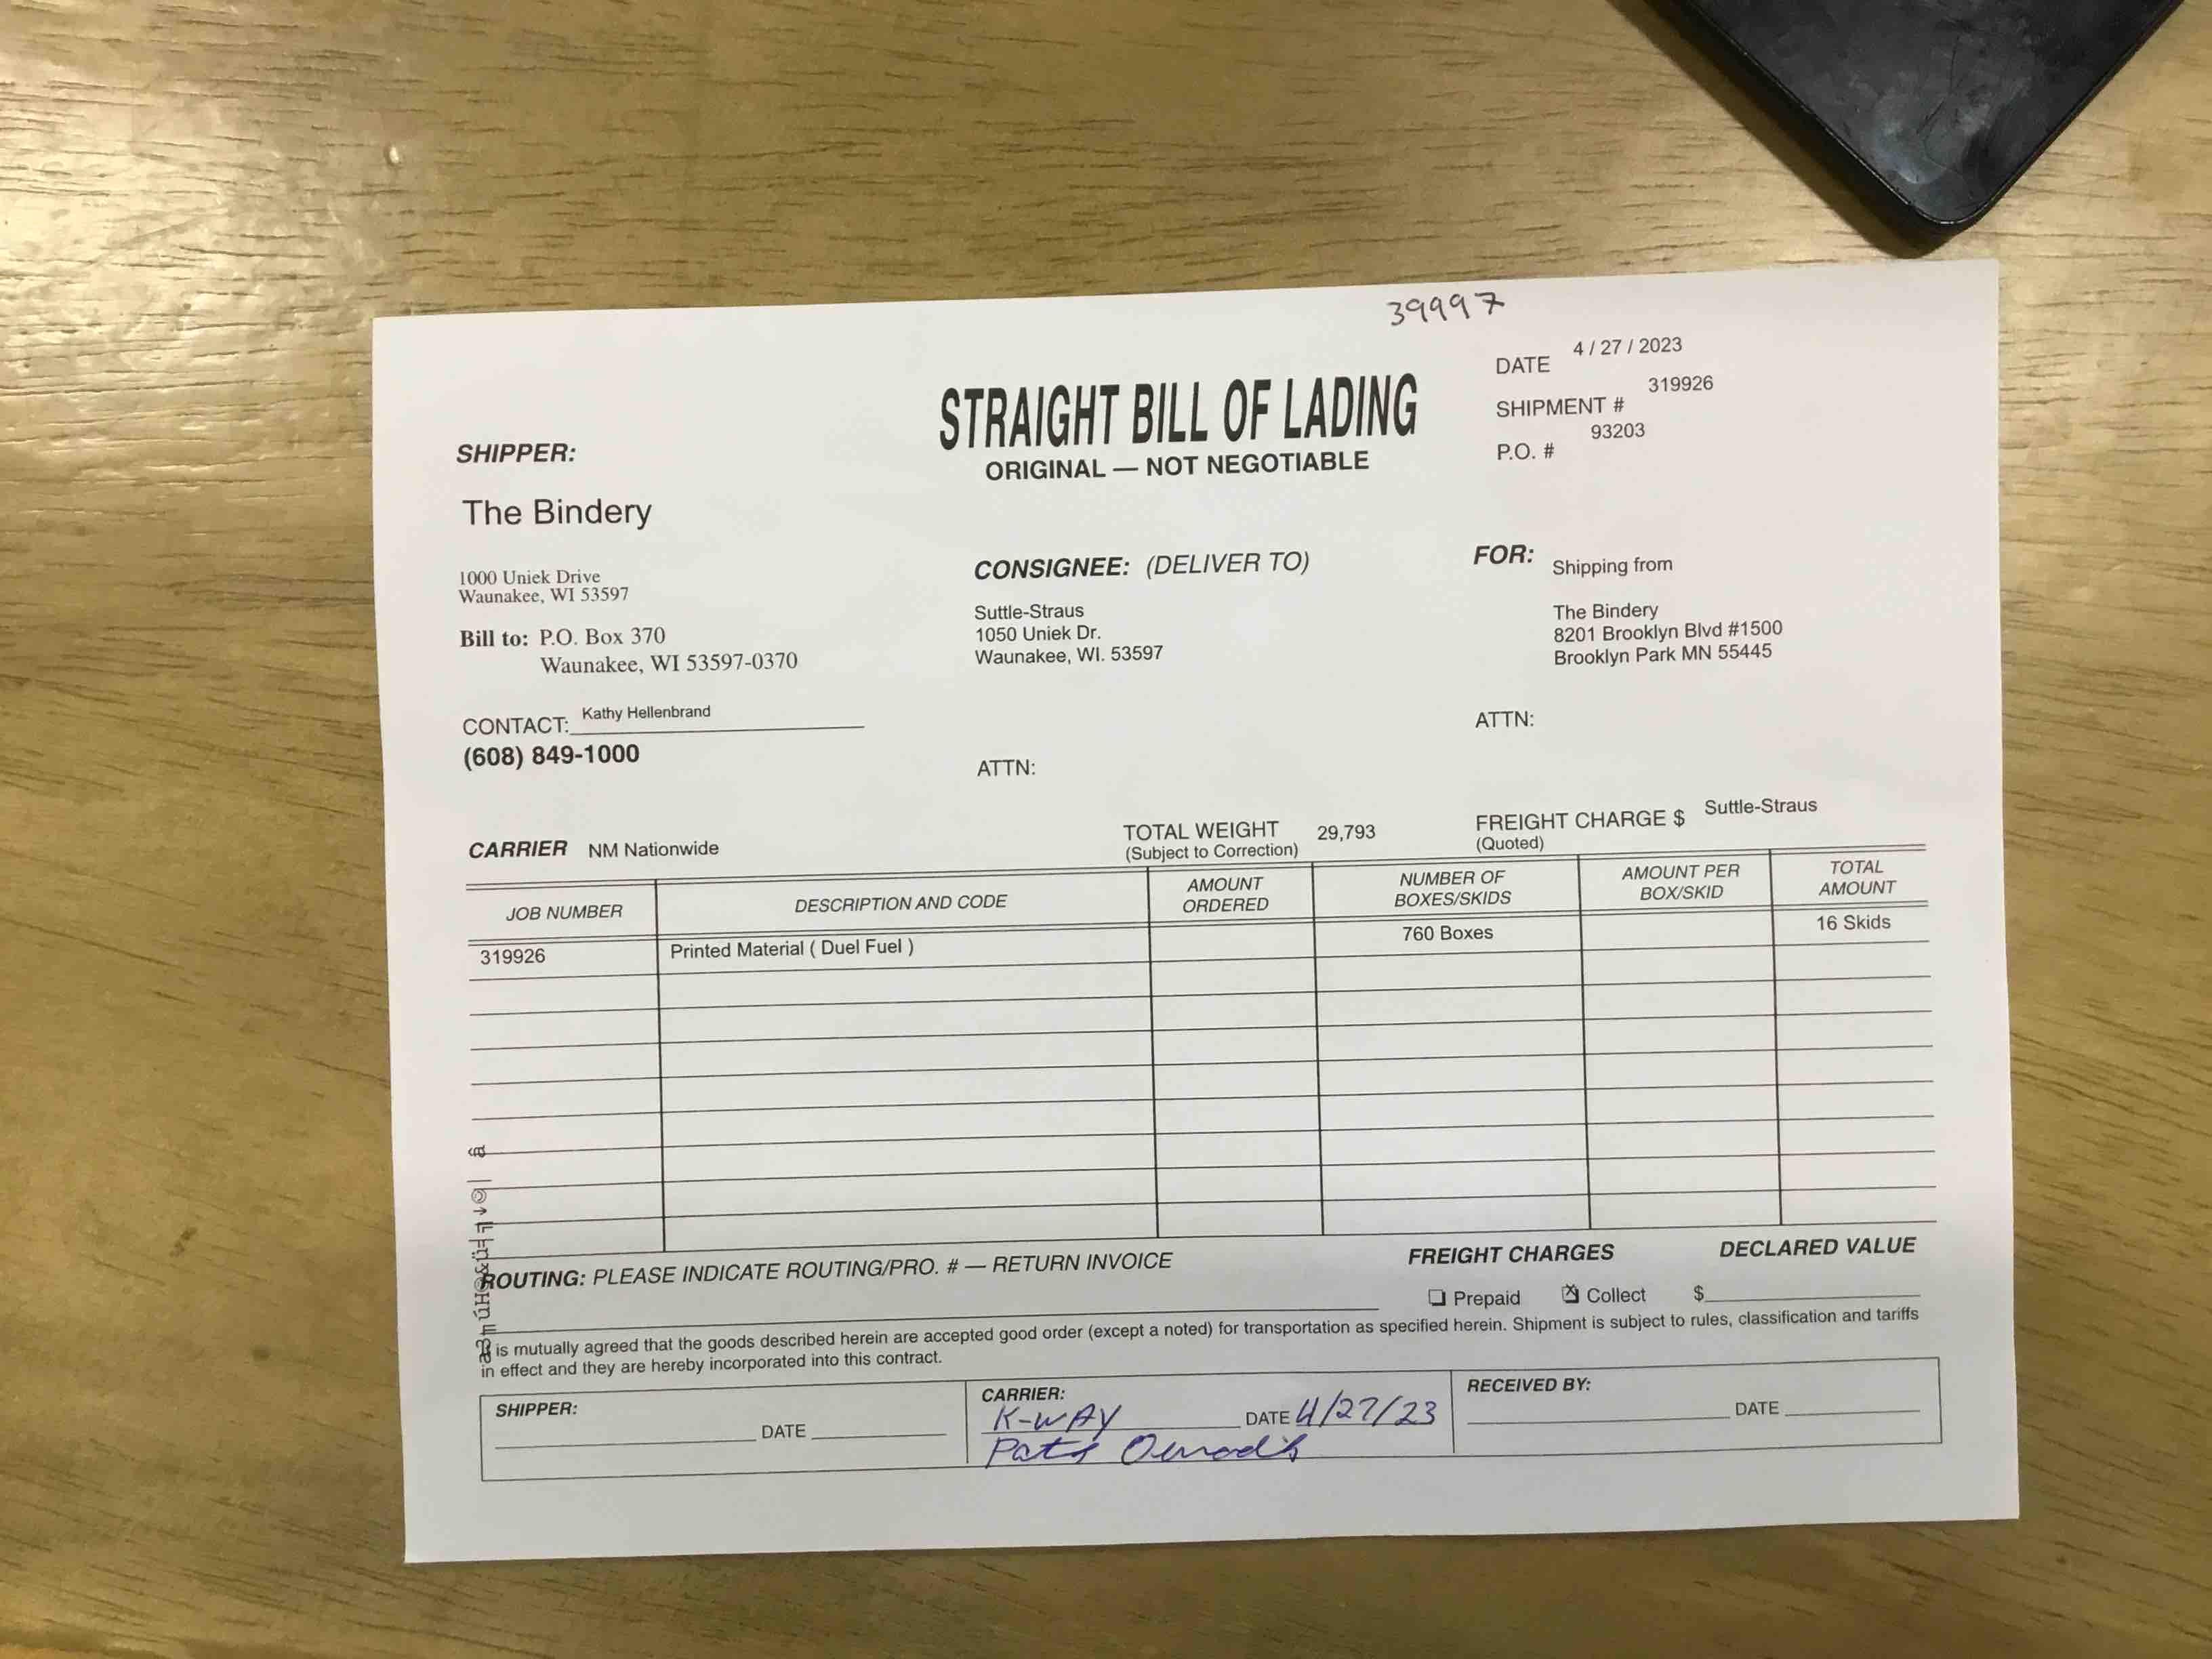 39997
DATE 4 / 27 / 2023
SHIPMENT # 319926
P.O. # 93203
STRAIGHT BILL OF LADING
ORIGINAL — NOT NEGOTIABLE
SHIPPER:
The Bindery
1000 Uniek Drive
Waunakee, WI 53597
Bill to: P.O. Box 370
Waunakee, WI 53597-0370
CONTACT: Kathy Hellenbrand
(608) 849-1000
CONSIGNEE: (DELIVER TO)
Suttle-Straus
1050 Uniek Dr.
Waunakee, WI. 53597
ATTN:
FOR: Shipping from
The Bindery
8201 Brooklyn Blvd #1500
Brooklyn Park MN 55445
ATTN:
CARRIER NM Nationwide
TOTAL WEIGHT 29,793
(Subject to Correction)
FREIGHT CHARGE $ Suttle-Straus
(Quoted)
JOB NUMBER DESCRIPTION AND CODE AMOUNT ORDERED NUMBER OF BOXES/SKIDS AMOUNT PER BOX/SKID TOTAL AMOUNT
319926 Printed Material ( Duel Fuel ) 760 Boxes 16 Skids
ROUTING: PLEASE INDICATE ROUTING/PRO. # — RETURN INVOICE
FREIGHT CHARGES DECLARED VALUE
Prepaid Collect $
is mutually agreed that the goods described herein are accepted good order (except a noted) for transportation as specified herein. Shipment is subject to rules, classification and tariffs
in effect and they are hereby incorporated into this contract.
SHIPPER:
DATE
CARRIER:
K-WAY DATE 4/27/23
RECEIVED BY:
DATE